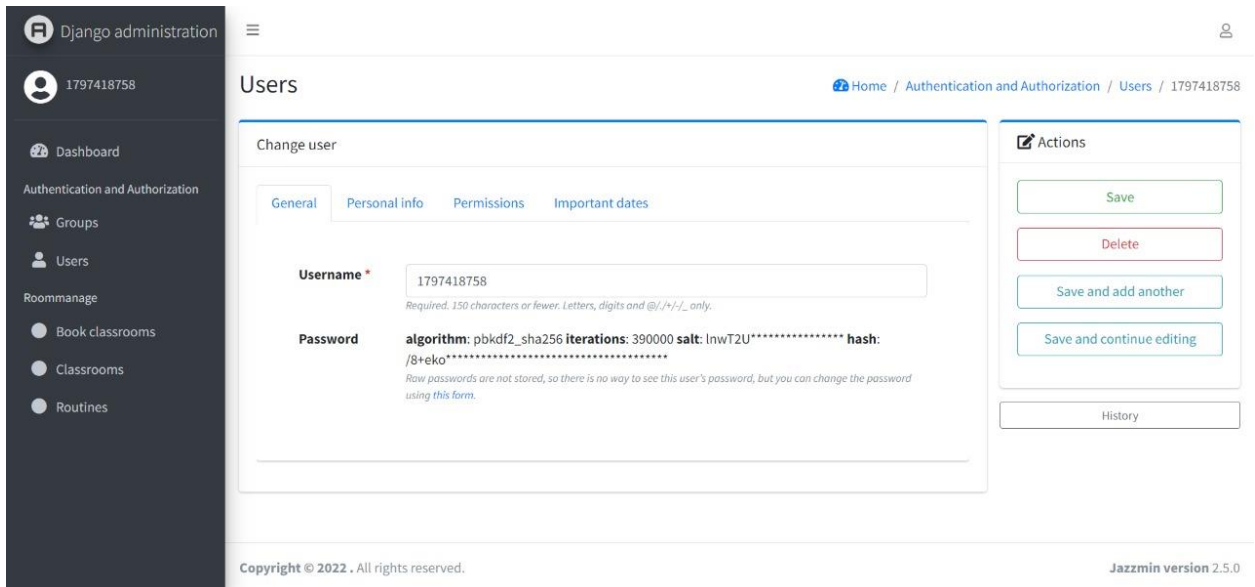 Django administration
1797418758
Dashboard
Authentication and Authorization
Groups
Users
Roommanage
Book classrooms
Classrooms
Routines
Users
Home / Authentication and Authorization / Users / 1797418758
Change user
General Personal info Permissions Important dates
Username *
1797418758
Required. 150 characters or fewer. Letters, digits and @/./+/-/_ only.
Password
algorithm: pbkdf2_sha256 iterations: 390000 salt: lnwT2U**************** hash:
/8+eko**************************************
Raw passwords are not stored, so there is no way to see this user's password, but you can change the password
using this form.
Actions
Save
Delete
Save and add another
Save and continue editing
History
Copyright © 2022 . All rights reserved.
Jazzmin version 2.5.0